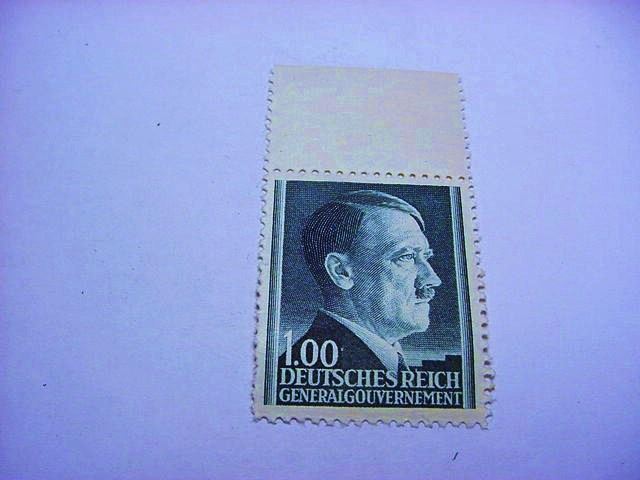 1.00
DEUTSCHES REICH
GENERALGOUVERNEMENT